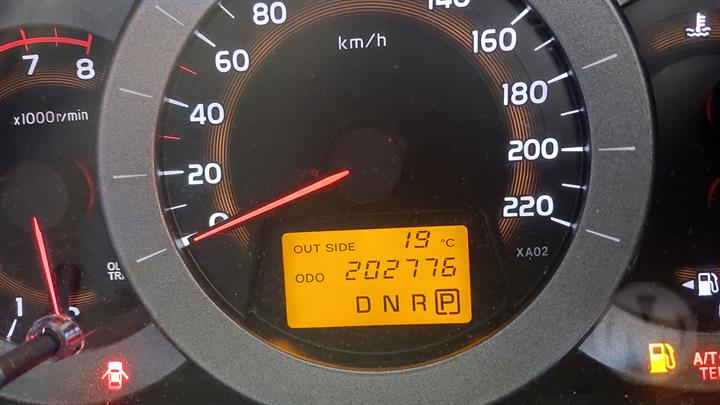 80
140
60
km/h
160
7
8
x1000r/min
40
180
20
200
0
220
OUT SIDE 19 °C
XA02
ODO 202776
D N R P
1
A/T